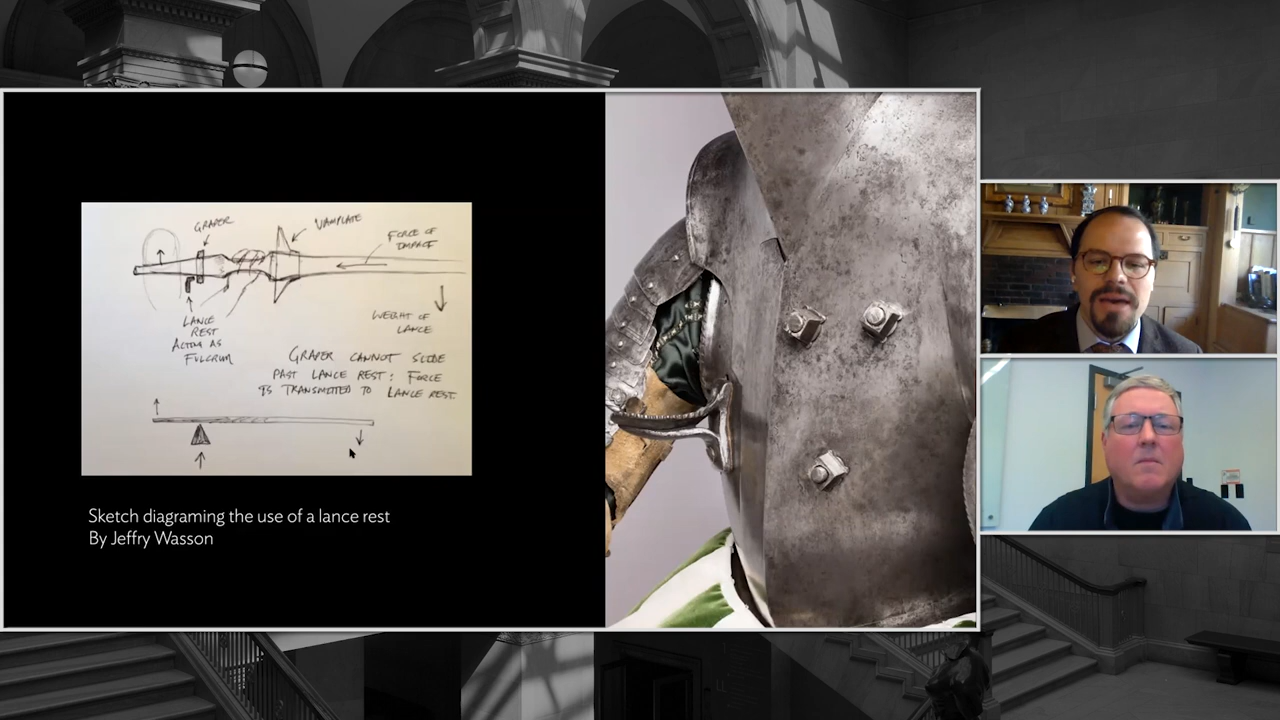 GRAPER
VAMPLATE
FORCE OF
IMPACT
LANCE
REST
ACTING AS
FULCRUM
WEIGHT OF
LANCE
GRAPER CANNOT SLIDE
PAST LANCE REST: FORCE
IS TRANSMITTED TO LANCE REST.
Sketch diagraming the use of a lance rest
By Jeffry Wasson